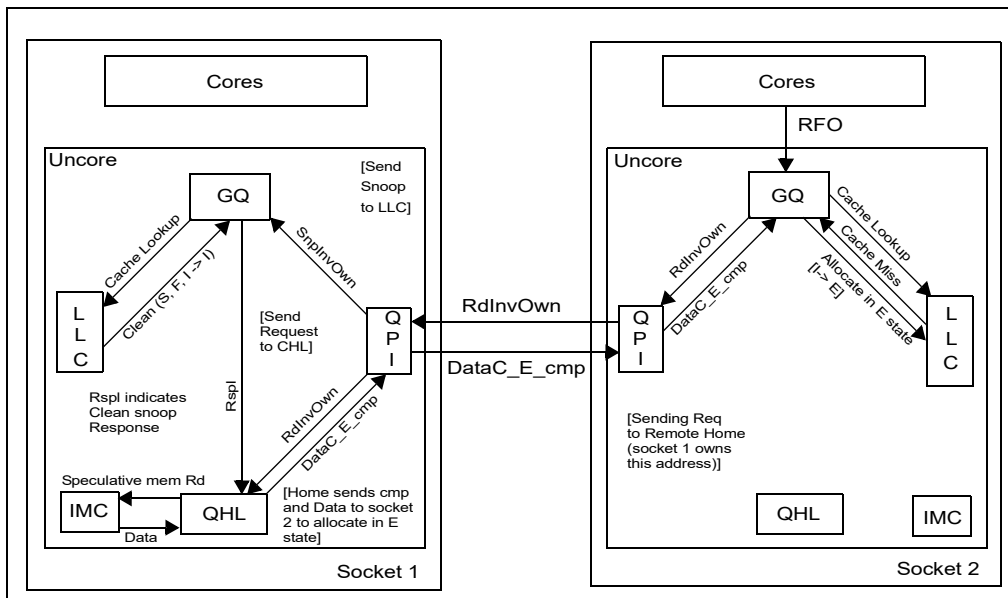 Cores
Uncore
[Send
Snoop
to LLC]
GQ
Cache Lookup
Clean (S, F, I -> I)
SnpInvOwn
L
L
C
[Send
Request
to CHL]
Q
P
I
RspI
RspI indicates
Clean snoop
Response
RdInvOwn
DataC_E_cmp
Speculative mem Rd
IMC
Data
QHL
[Home sends cmp
and Data to socket
2 to allocate in E
state]
Socket 1
RdInvOwn
DataC_E_cmp
Cores
RFO
Uncore
GQ
RdInvOwn
DataC_E_cmp
Cache Lookup
Cache Miss
Allocate in E state
[I-> E]
Q
P
I
L
L
C
[Sending Req
to Remote Home
(socket 1 owns
this address)]
QHL
IMC
Socket 2